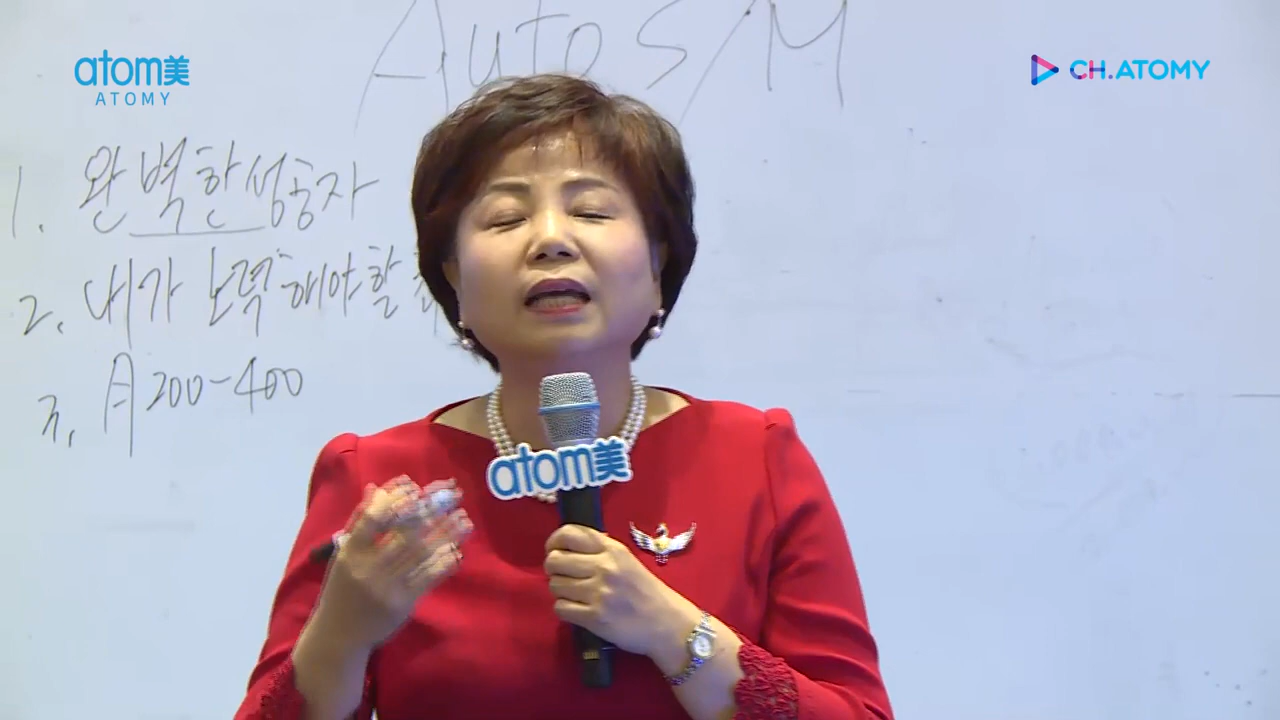 Auto S/M
atom美
ATOMY
CH.ATOMY
1. 완벽한성공자
2. 내가 노력해야할
3. 月 200-400
atom美